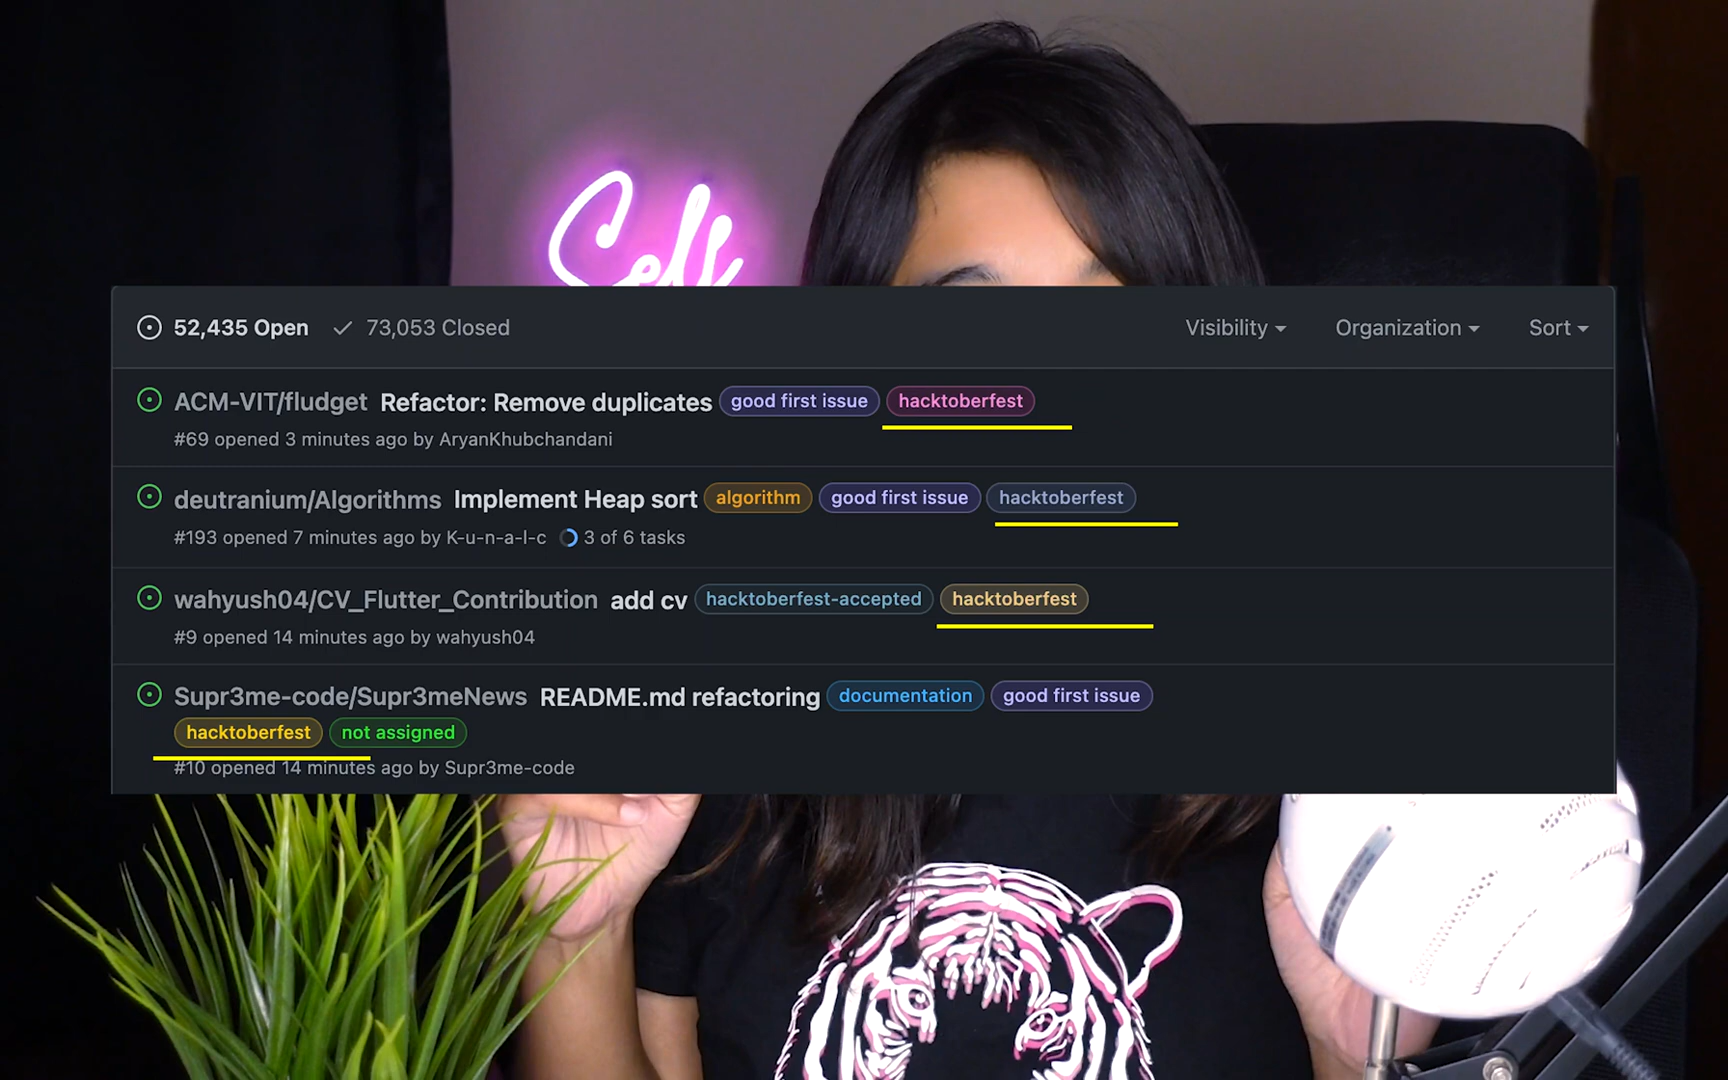 Self
52,435 Open 73,053 Closed Visibility Organization Sort
ACM-VIT/fludget Refactor: Remove duplicates good first issue hacktoberfest
#69 opened 3 minutes ago by AryanKhubchandani
deutranium/Algorithms Implement Heap sort algorithm good first issue hacktoberfest
#193 opened 7 minutes ago by K-u-n-a-l-c 3 of 6 tasks
wahyush04/CV_Flutter_Contribution add cv hacktoberfest-accepted hacktoberfest
#9 opened 14 minutes ago by wahyush04
Supr3me-code/Supr3meNews README.md refactoring documentation good first issue
hacktoberfest not assigned
#10 opened 14 minutes ago by Supr3me-code